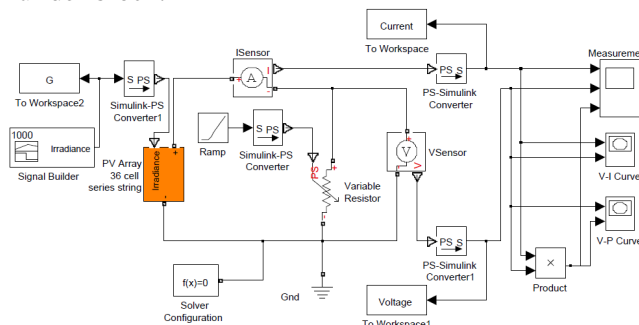 Current
To Workspace
ISensor
I
+
A
-
S PS
Simulink-PS
Converter1
G
To Workspace2
1000
Irradiance
Signal Builder
PV Array
36 cell
series string
Irradiance
+
-
Ramp
S PS
Simulink-PS
Converter
PS
+
-
Variable
Resistor
+
V
-
V
VSensor
PS S
PS-Simulink
Converter
PS S
PS-Simulink
Converter1
Measureme
V-I Curve
V-P Curve
×
Product
f(x)=0
Solver
Configuration
Gnd
Voltage
To Workspace1